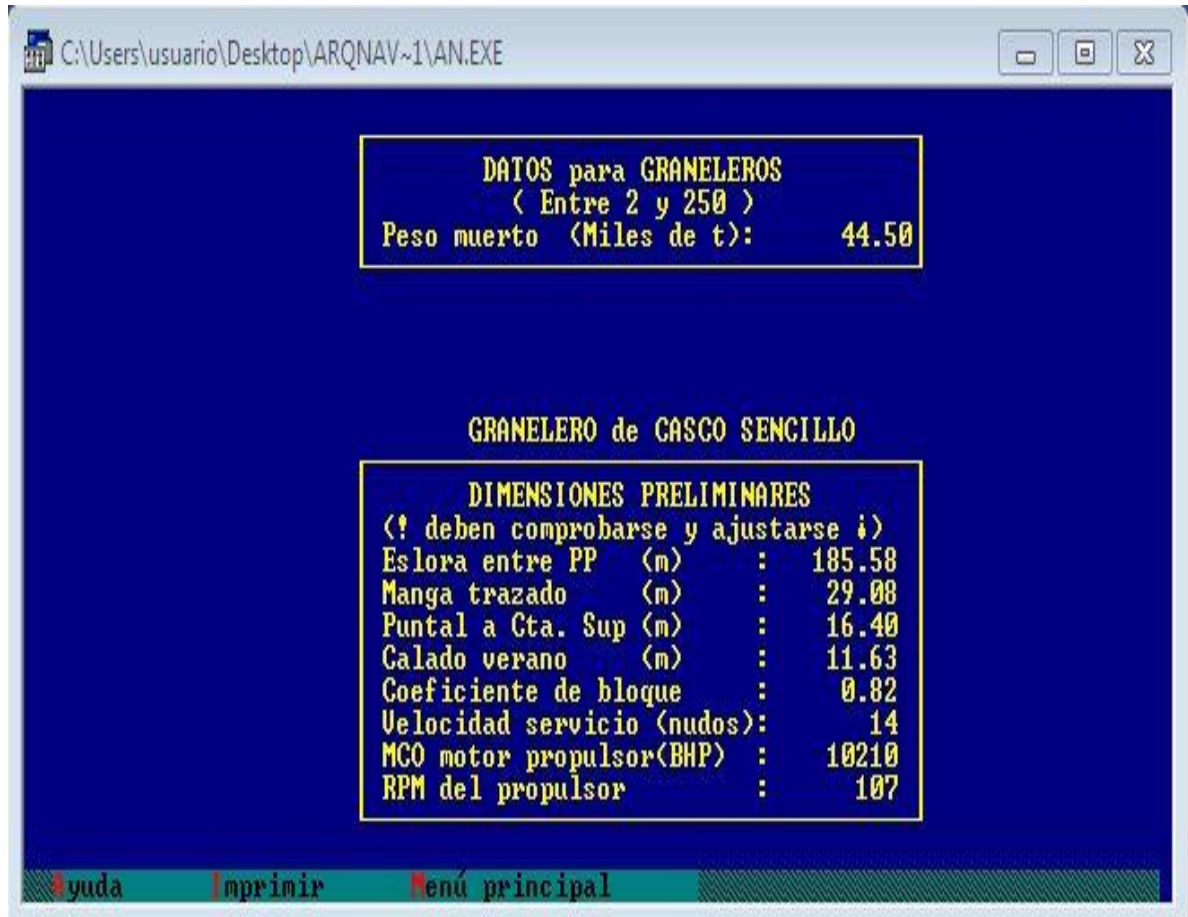 C:\Users\usuario\Desktop\ARQNAV~1\AN.EXE
DATOS para GRANELEROS
( Entre 2 y 250 )
Peso muerto (Miles de t): 44.50
GRANELERO de CASCO SENCILLO
DIMENSIONES PRELIMINARES
(! deben comprobarse y ajustarse ¡)
Eslora entre PP (m) : 185.58
Manga trazado (m) : 29.08
Puntal a Cta. Sup (m) : 16.40
Calado verano (m) : 11.63
Coeficiente de bloque : 0.82
Velocidad servicio (nudos): 14
MCO motor propulsor(BHP) : 10210
RPM del propulsor : 107
Ayuda Imprimir Menú principal